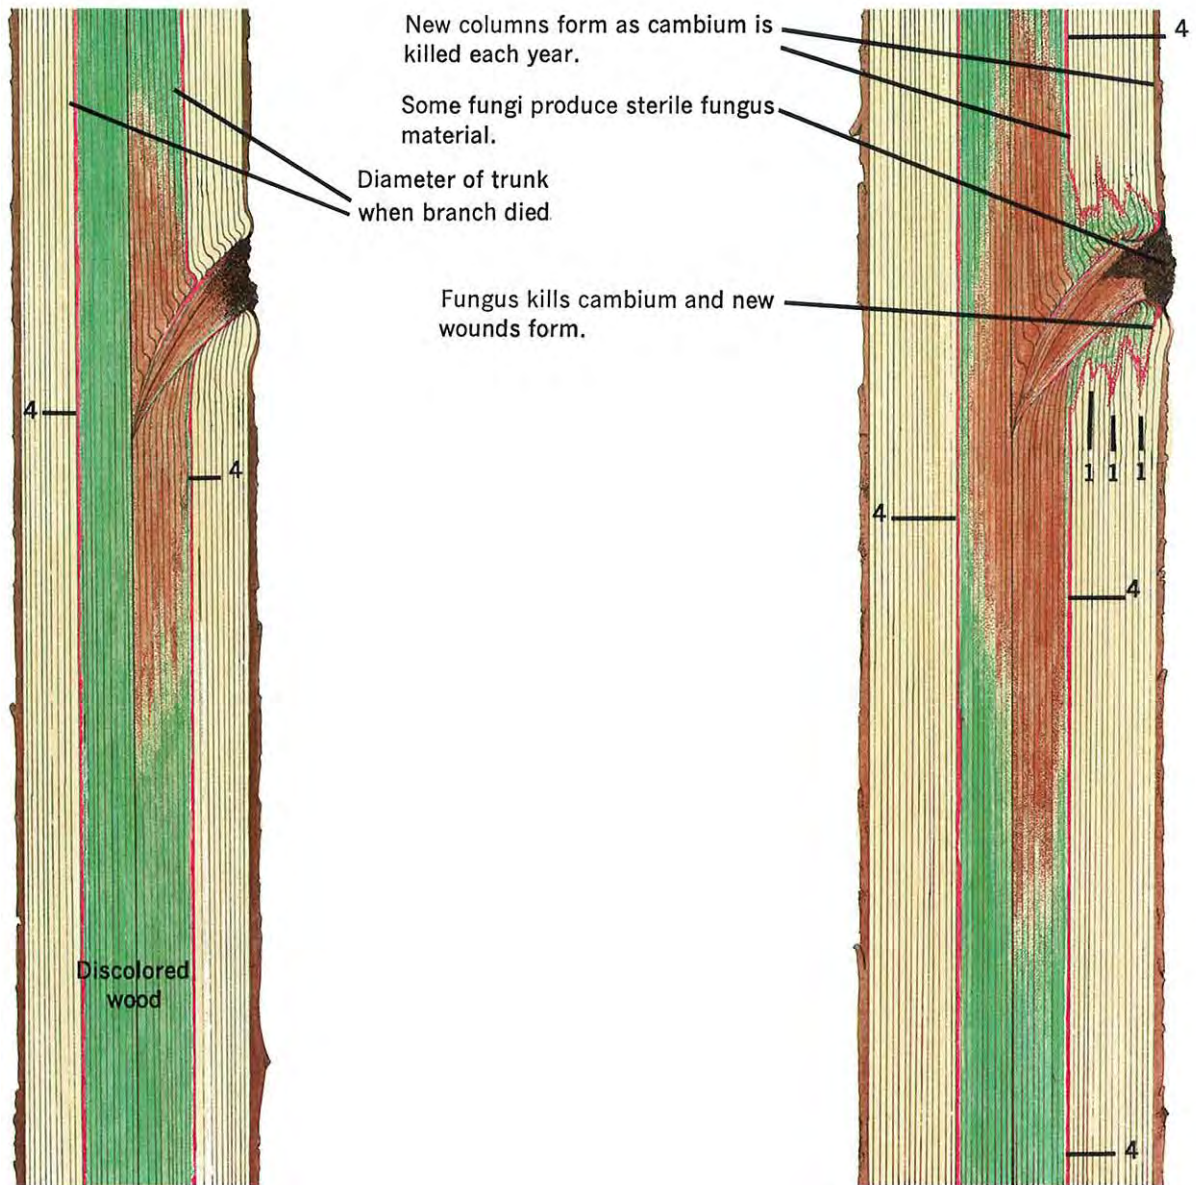 New columns form as cambium is
killed each year.
4
Some fungi produce sterile fungus
material.
Diameter of trunk
when branch died
Fungus kills cambium and new
wounds form.
4
4
1 1 1
4
4
Discolored
wood
4